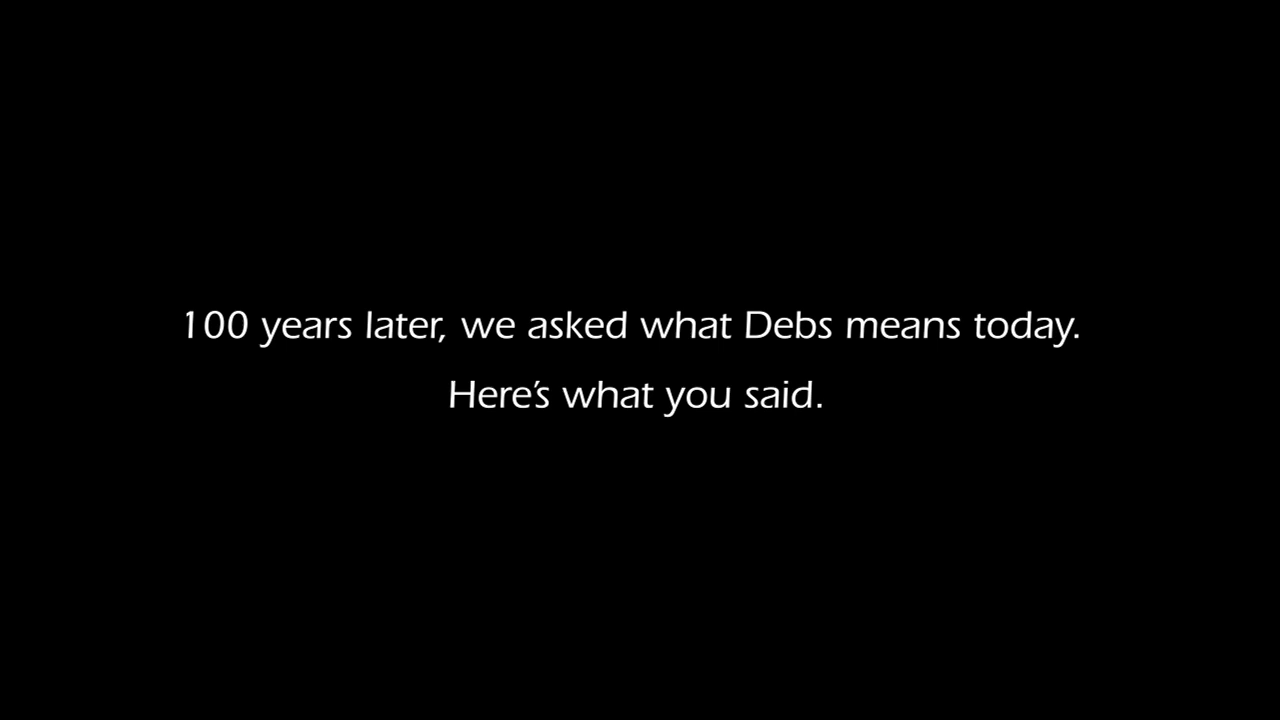 100 years later, we asked what Debs means today.
Here's what you said.